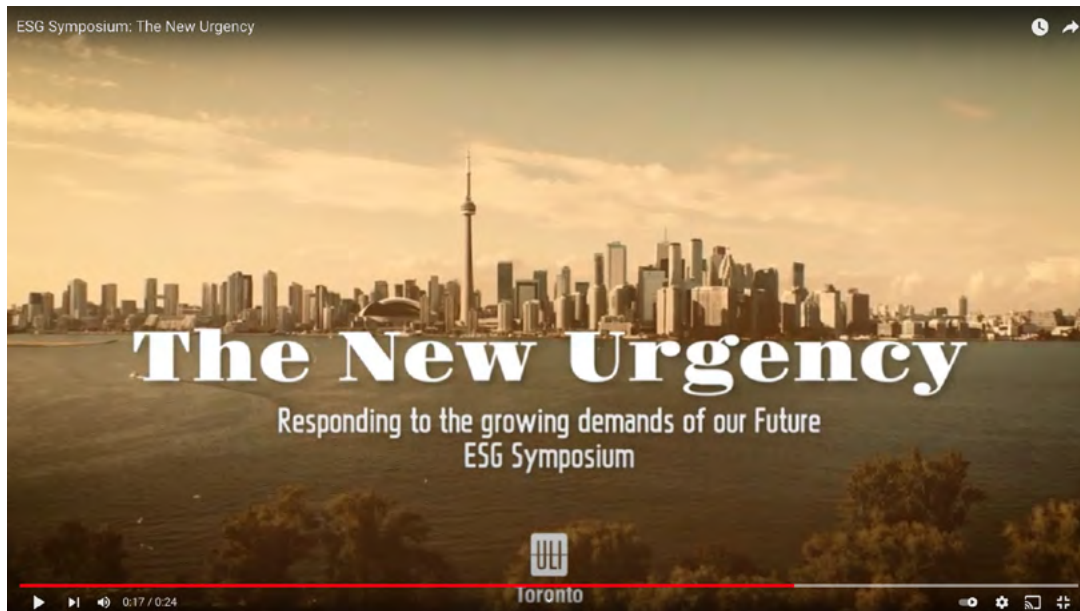 ESG Symposium: The New Urgency
The New Urgency
Responding to the growing demands of our Future
ESG Symposium
ULI
Toronto
0:17 / 0:24